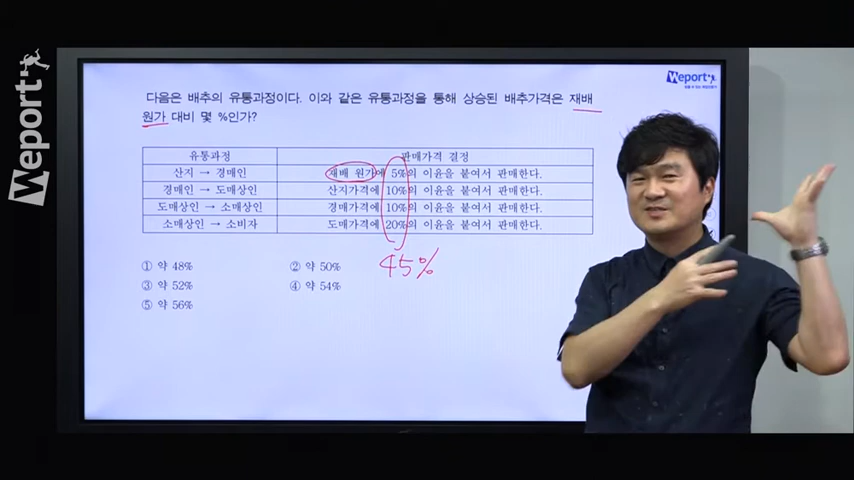 Weport
Weport
다음은 배추의 유통과정이다. 이와 같은 유통과정을 통해 상승된 배추가격은 재배
원가 대비 몇 %인가?
유통과정 판매가격 결정
산지 → 경매인 재배 원가에 5%의 이윤을 붙여서 판매한다.
경매인 → 도매상인 산지가격에 10%의 이윤을 붙여서 판매한다.
도매상인 → 소매상인 경매가격에 10%의 이윤을 붙여서 판매한다.
소매상인 → 소비자 도매가격에 20%의 이윤을 붙여서 판매한다.
45%
① 약 48% ② 약 50%
③ 약 52% ④ 약 54%
⑤ 약 56%